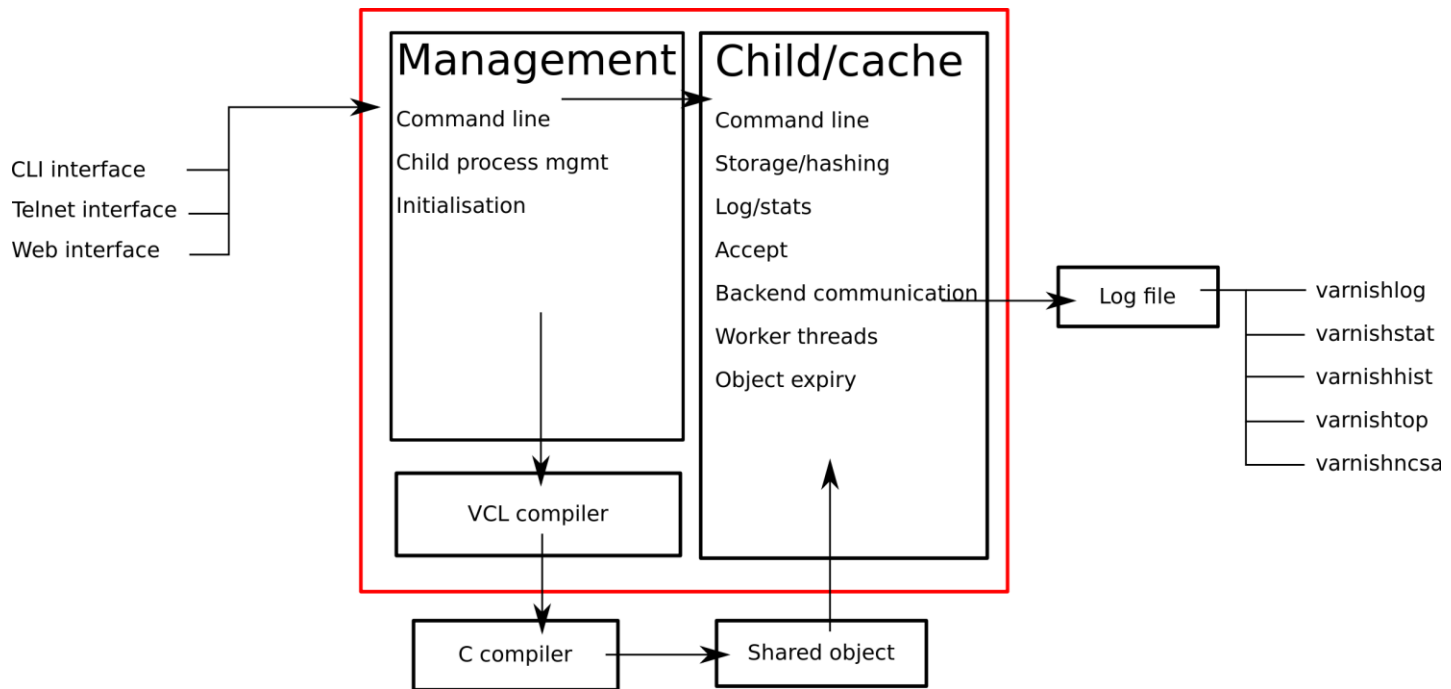 Management
Command line
Child process mgmt
Initialisation
Child/cache
Command line
Storage/hashing
Log/stats
Accept
Backend communication
Worker threads
Object expiry
CLI interface
Telnet interface
Web interface
Log file
varnishlog
varnishstat
varnishhist
varnishtop
varnishncsa
VCL compiler
C compiler
Shared object